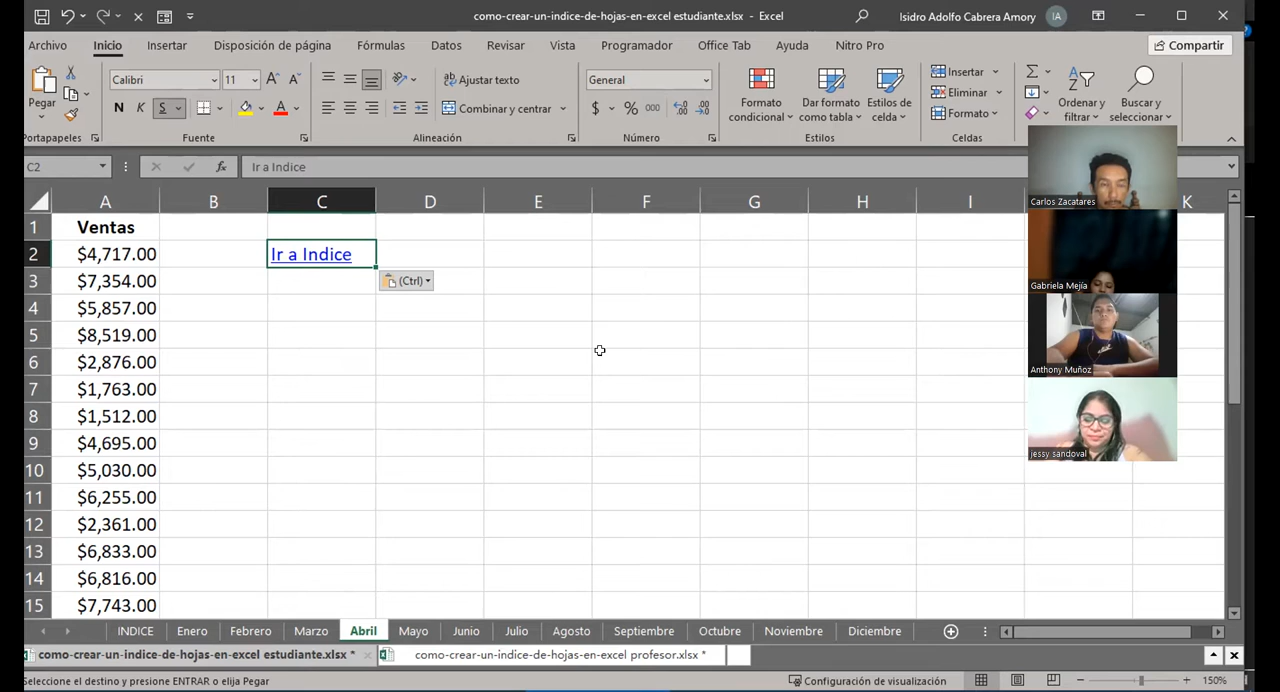 como-crear-un-indice-de-hojas-en-excel estudiante.xlsx - Excel
Isidro Adolfo Cabrera Amory
IA
Archivo Inicio Insertar Disposición de página Fórmulas Datos Revisar Vista Programador Office Tab Ayuda Nitro Pro Compartir
Calibri 11 Ajustar texto General Insertar
Pegar N K S Combinar y centrar $ % 000 Formato condicional Dar formato como tabla Estilos de celda Eliminar Formato Ordenar y filtrar Buscar y seleccionar
Portapapeles Fuente Alineación Número Estilos Celdas
C2 fx Ir a Indice
A B C D E F G H I K
1 Ventas
2 $4,717.00 Ir a Indice
3 $7,354.00 (Ctrl)
4 $5,857.00
5 $8,519.00
6 $2,876.00
7 $1,763.00
8 $1,512.00
9 $4,695.00
10 $5,030.00
11 $6,255.00
12 $2,361.00
13 $6,833.00
14 $6,816.00
15 $7,743.00
Carlos Zacatares
Gabriela Mejía
Anthony Muñoz
jessy sandoval
INDICE Enero Febrero Marzo Abril Mayo Junio Julio Agosto Septiembre Octubre Noviembre Diciembre
como-crear-un-indice-de-hojas-en-excel estudiante.xlsx * como-crear-un-indice-de-hojas-en-excel profesor.xlsx *
Seleccione el destino y presione ENTRAR o elija Pegar Configuración de visualización 150%